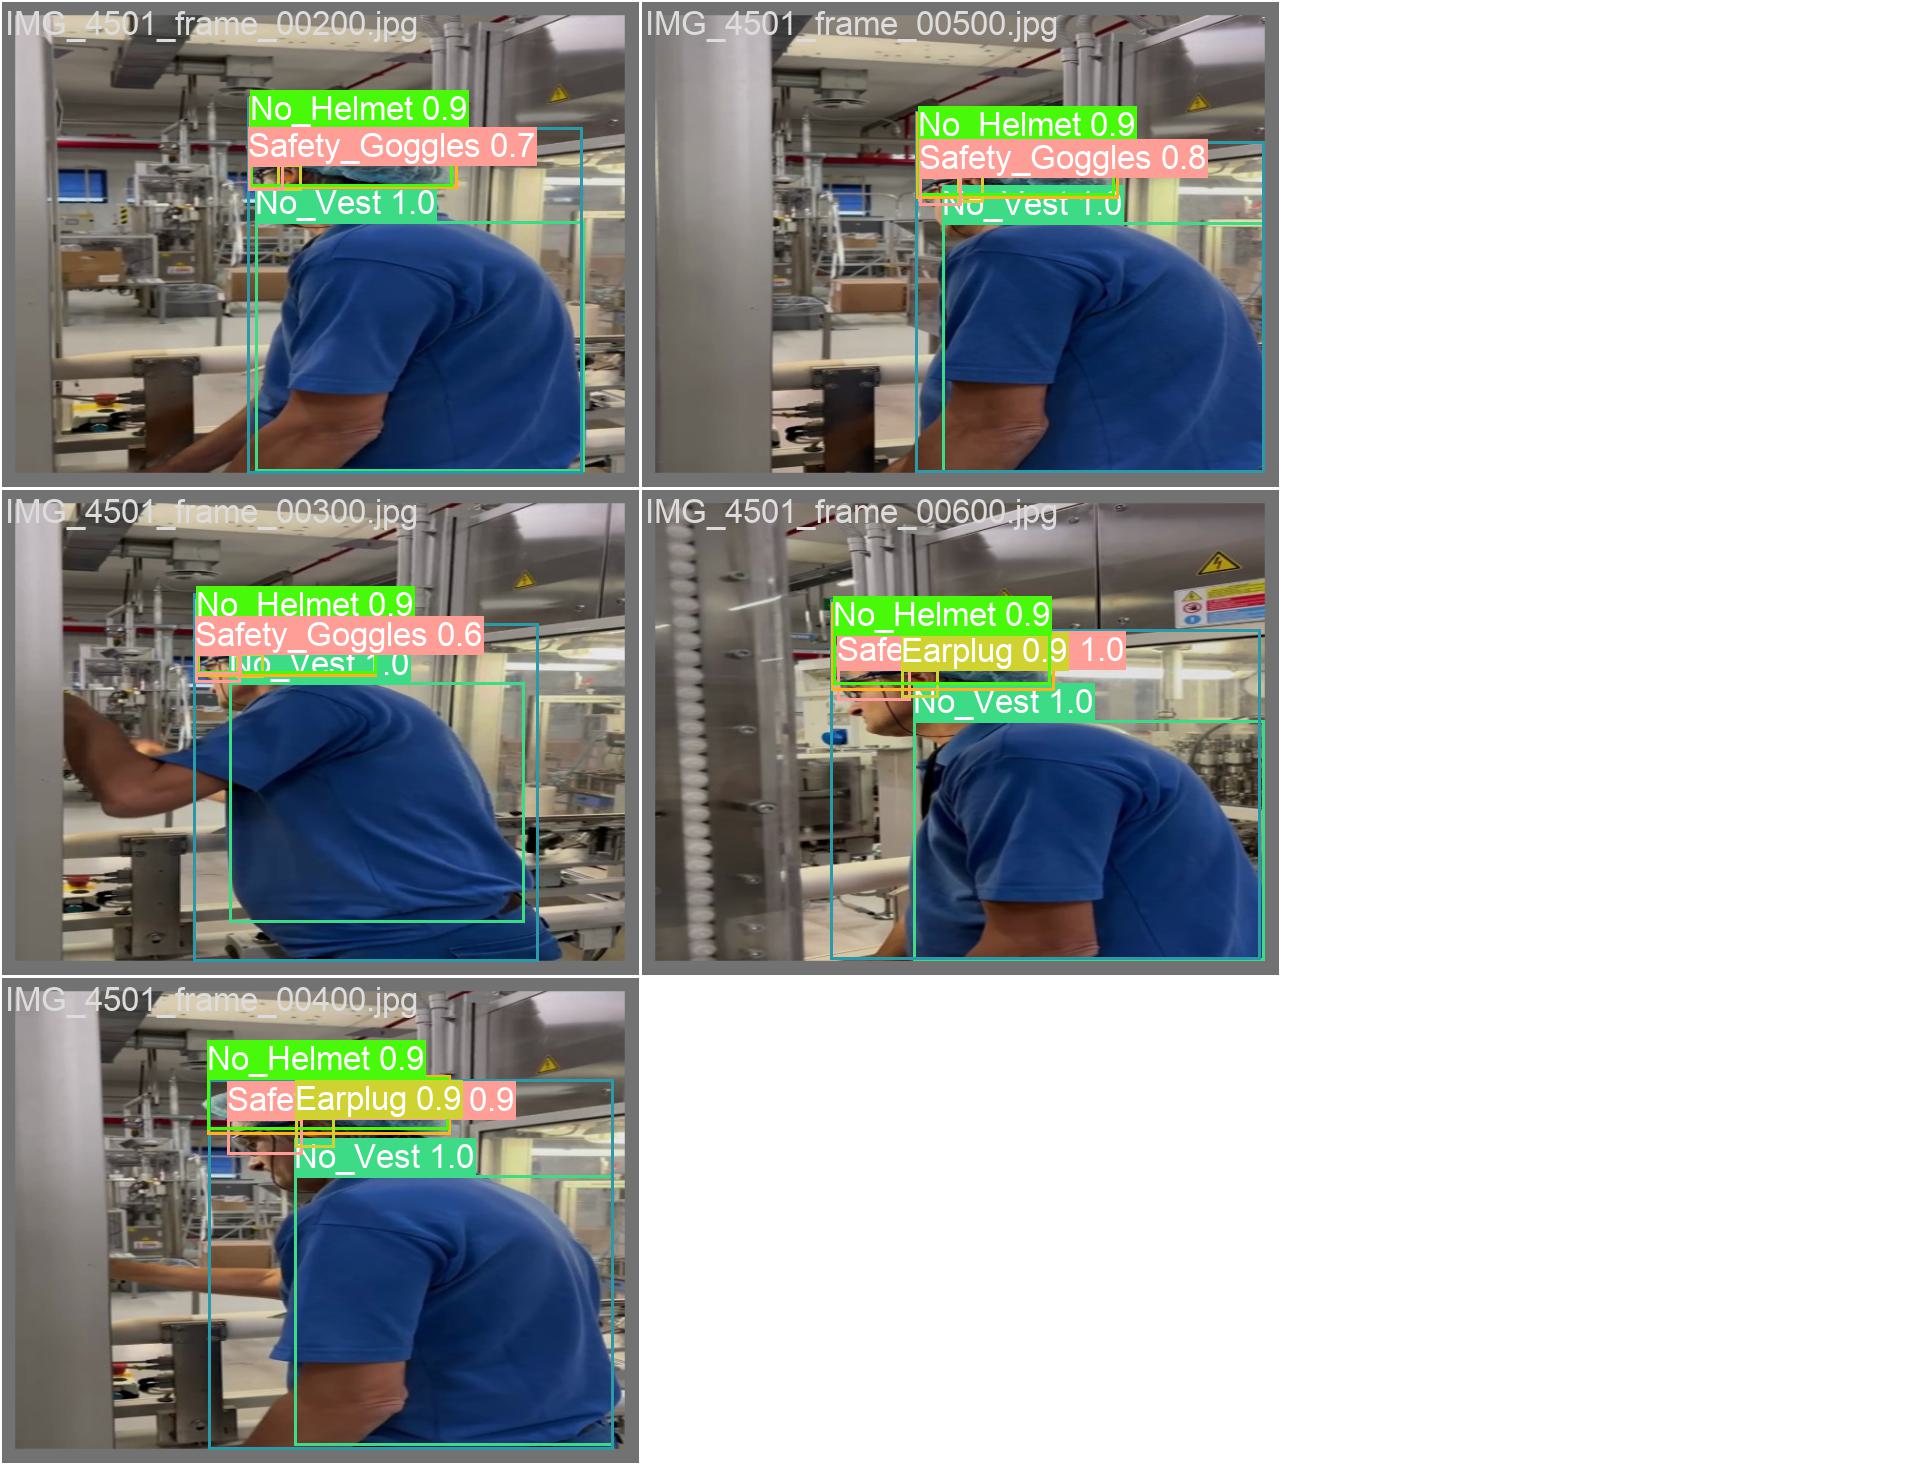 IMG_4501_frame_00200.jpg
No_Helmet 0.9
Safety_Goggles 0.7
No_Vest 1.0
IMG_4501_frame_00500.jpg
No_Helmet 0.9
Safety_Goggles 0.8
No_Vest 1.0
IMG_4501_frame_00300.jpg
No_Helmet 0.9
Safety_Goggles 0.6
No_Vest 1.0
IMG_4501_frame_00600.jpg
No_Helmet 0.9
Safe Earplug 0.9 1.0
No_Vest 1.0
IMG_4501_frame_00400.jpg
No_Helmet 0.9
Safe Earplug 0.9 0.9
No_Vest 1.0